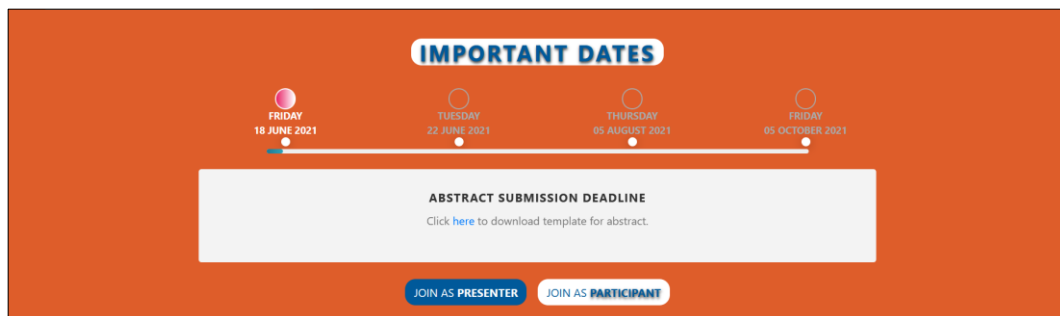 IMPORTANT DATES
FRIDAY
18 JUNE 2021
TUESDAY
22 JUNE 2021
THURSDAY
05 AUGUST 2021
FRIDAY
05 OCTOBER 2021
ABSTRACT SUBMISSION DEADLINE
Click here to download template for abstract.
JOIN AS PRESENTER
JOIN AS PARTICIPANT